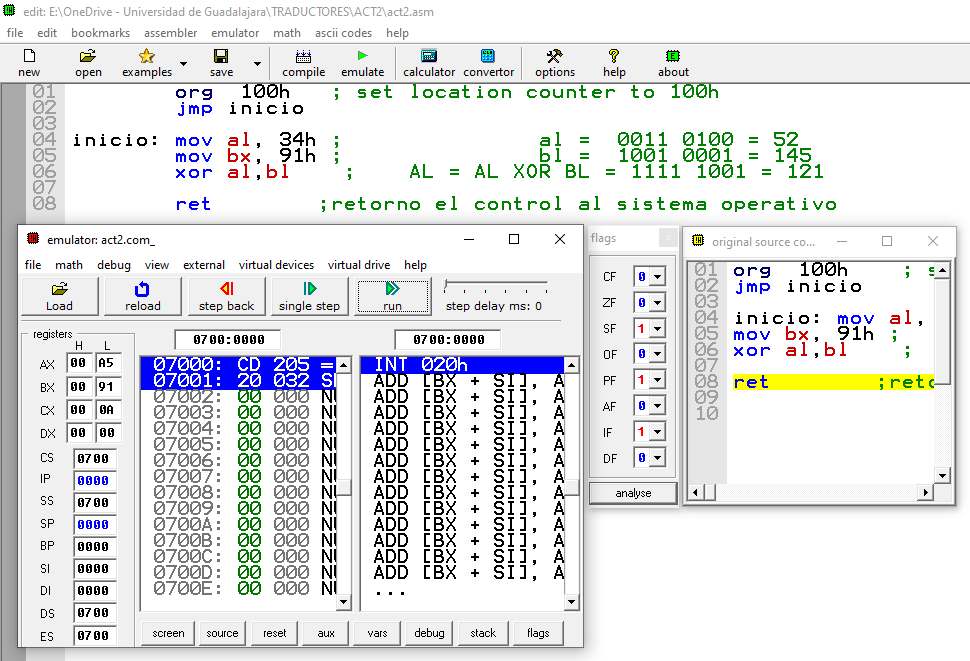 edit: E:\OneDrive - Universidad de Guadalajara\TRADUCTORES\ACT2\act2.asm
file edit bookmarks assembler emulator math ascii codes help
new open examples save compile emulate calculator convertor options help about
01 org 100h ; set location counter to 100h
02 jmp inicio
03
04 inicio: mov al, 34h ; al = 0011 0100 = 52
05 mov bx, 91h ; bl = 1001 0001 = 145
06 xor al,bl ; AL = AL XOR BL = 1111 1001 = 121
07
08 ret ;retorno el control al sistema operativo
emulator: act2.com_
file math debug view external virtual devices virtual drive help
Load reload step back single step run step delay ms: 0
registers
H L
AX 00 A5
BX 00 91
CX 00 0A
DX 00 00
CS 0700
IP 0000
SS 0700
SP 0000
BP 0000
SI 0000
DI 0000
DS 0700
ES 0700
0700:0000
07000: CD 205 =
07001: 20 032 S
07002: 00 000 N
07003: 00 000 N
07004: 00 000 N
07005: 00 000 N
07006: 00 000 N
07007: 00 000 N
07008: 00 000 N
07009: 00 000 N
0700A: 00 000 N
0700B: 00 000 N
0700C: 00 000 N
0700D: 00 000 N
0700E: 00 000 N
0700:0000
INT 020h
ADD [BX + SI], A
ADD [BX + SI], A
ADD [BX + SI], A
ADD [BX + SI], A
ADD [BX + SI], A
ADD [BX + SI], A
ADD [BX + SI], A
ADD [BX + SI], A
ADD [BX + SI], A
ADD [BX + SI], A
ADD [BX + SI], A
ADD [BX + SI], A
ADD [BX + SI], A
...
screen source reset aux vars debug stack flags
flags
CF 0
ZF 0
SF 1
OF 0
PF 1
AF 0
IF 1
DF 0
analyse
original source co...
01 org 100h ; s
02 jmp inicio
03
04 inicio: mov al,
05 mov bx, 91h ;
06 xor al,bl ;
07
08 ret ;reto
09
10